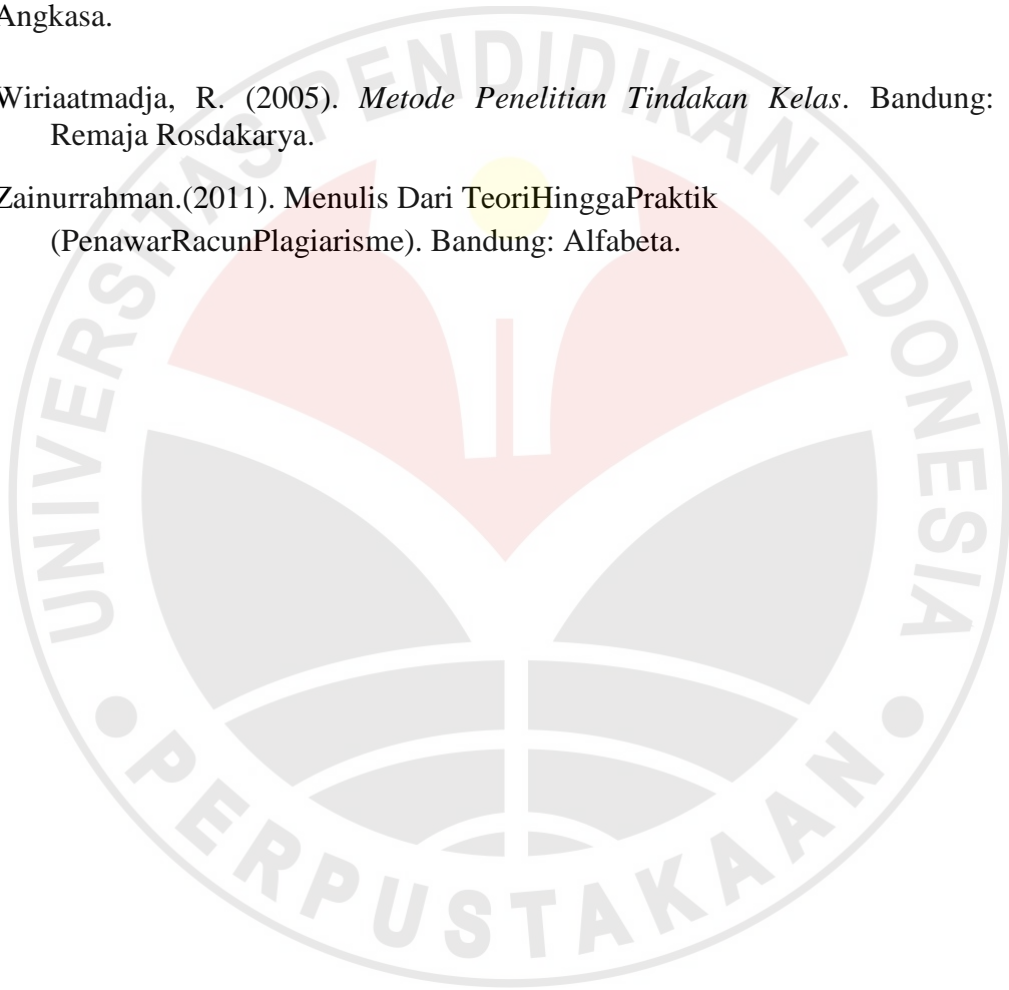 Angkasa.
Wiriaatmadja, R. (2005). Metode Penelitian Tindakan Kelas. Bandung:
Remaja Rosdakarya.
Zainurrahman.(2011). Menulis Dari TeoriHinggaPraktik
(PenawarRacunPlagiarisme). Bandung: Alfabeta.
UNIVERSITAS PENDIDIKAN INDONESIA
PERPUSTAKAAN